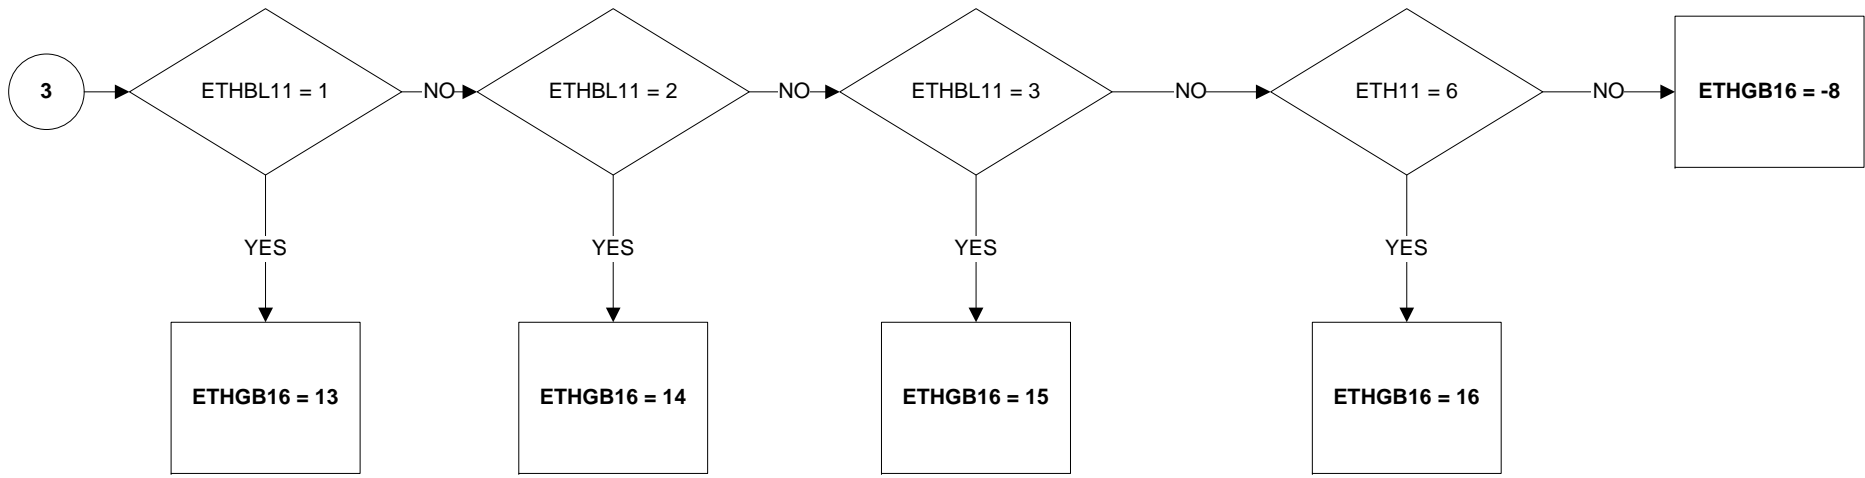 3
ETHBL11 = 1
NO
ETHBL11 = 2
NO
ETHBL11 = 3
NO
ETH11 = 6
NO
ETHGB16 = -8
YES
YES
YES
YES
ETHGB16 = 13
ETHGB16 = 14
ETHGB16 = 15
ETHGB16 = 16